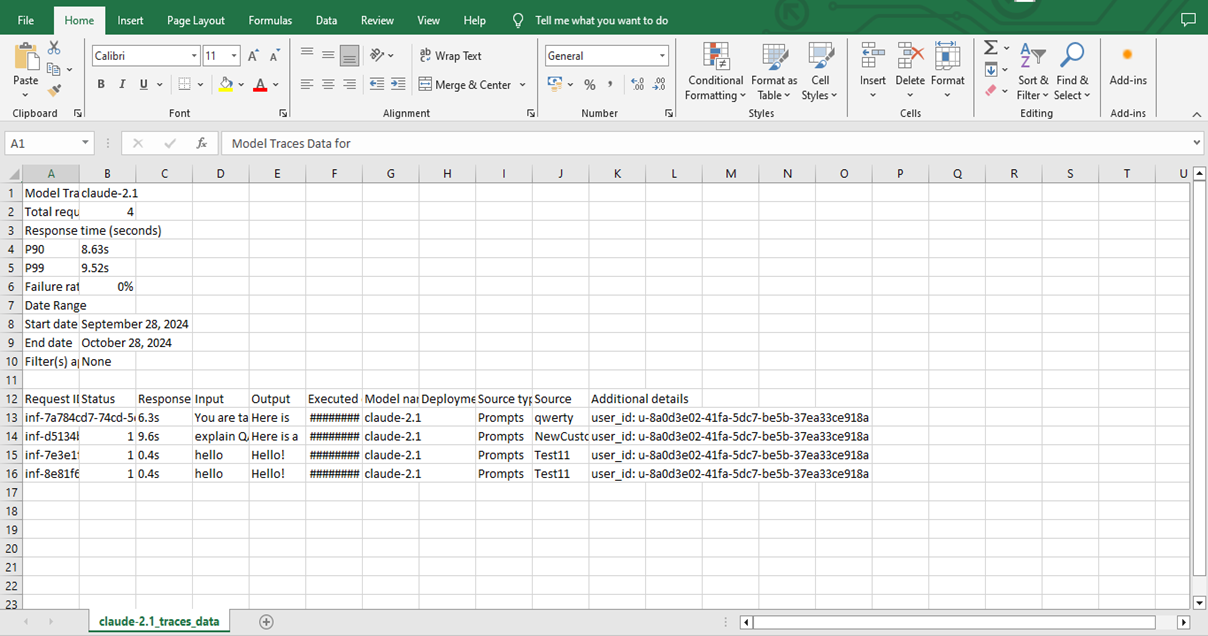 File Home Insert Page Layout Formulas Data Review View Help Tell me what you want to do
Calibri 11 Wrap Text General
Paste B I U Merge & Center % , Conditional Formatting Format as Table Cell Styles Insert Delete Format Sort & Filter Find & Select Add-ins
Clipboard Font Alignment Number Styles Cells Editing Add-ins
A1 fx Model Traces Data for
A B C D E F G H I J K L M N O P Q R S T U
1 Model Tra claude-2.1
2 Total requ 4
3 Response time (seconds)
4 P90 8.63s
5 P99 9.52s
6 Failure rat 0%
7 Date Range
8 Start date September 28, 2024
9 End date October 28, 2024
10 Filter(s) ap None
11
12 Request ID Status Response Input Output Executed Model nar Deployme Source typ Source Additional details
13 inf-7a784cd7-74cd-5 6.3s You are ta Here is ######## claude-2.1 Prompts qwerty user_id: u-8a0d3e02-41fa-5dc7-be5b-37ea33ce918a
14 inf-d5134b 1 9.6s explain Q Here is a ######## claude-2.1 Prompts NewCusto user_id: u-8a0d3e02-41fa-5dc7-be5b-37ea33ce918a
15 inf-7e3e1f 1 0.4s hello Hello! ######## claude-2.1 Prompts Test11 user_id: u-8a0d3e02-41fa-5dc7-be5b-37ea33ce918a
16 inf-8e81f6 1 0.4s hello Hello! ######## claude-2.1 Prompts Test11 user_id: u-8a0d3e02-41fa-5dc7-be5b-37ea33ce918a
17
18
19
20
21
22
23
claude-2.1_traces_data